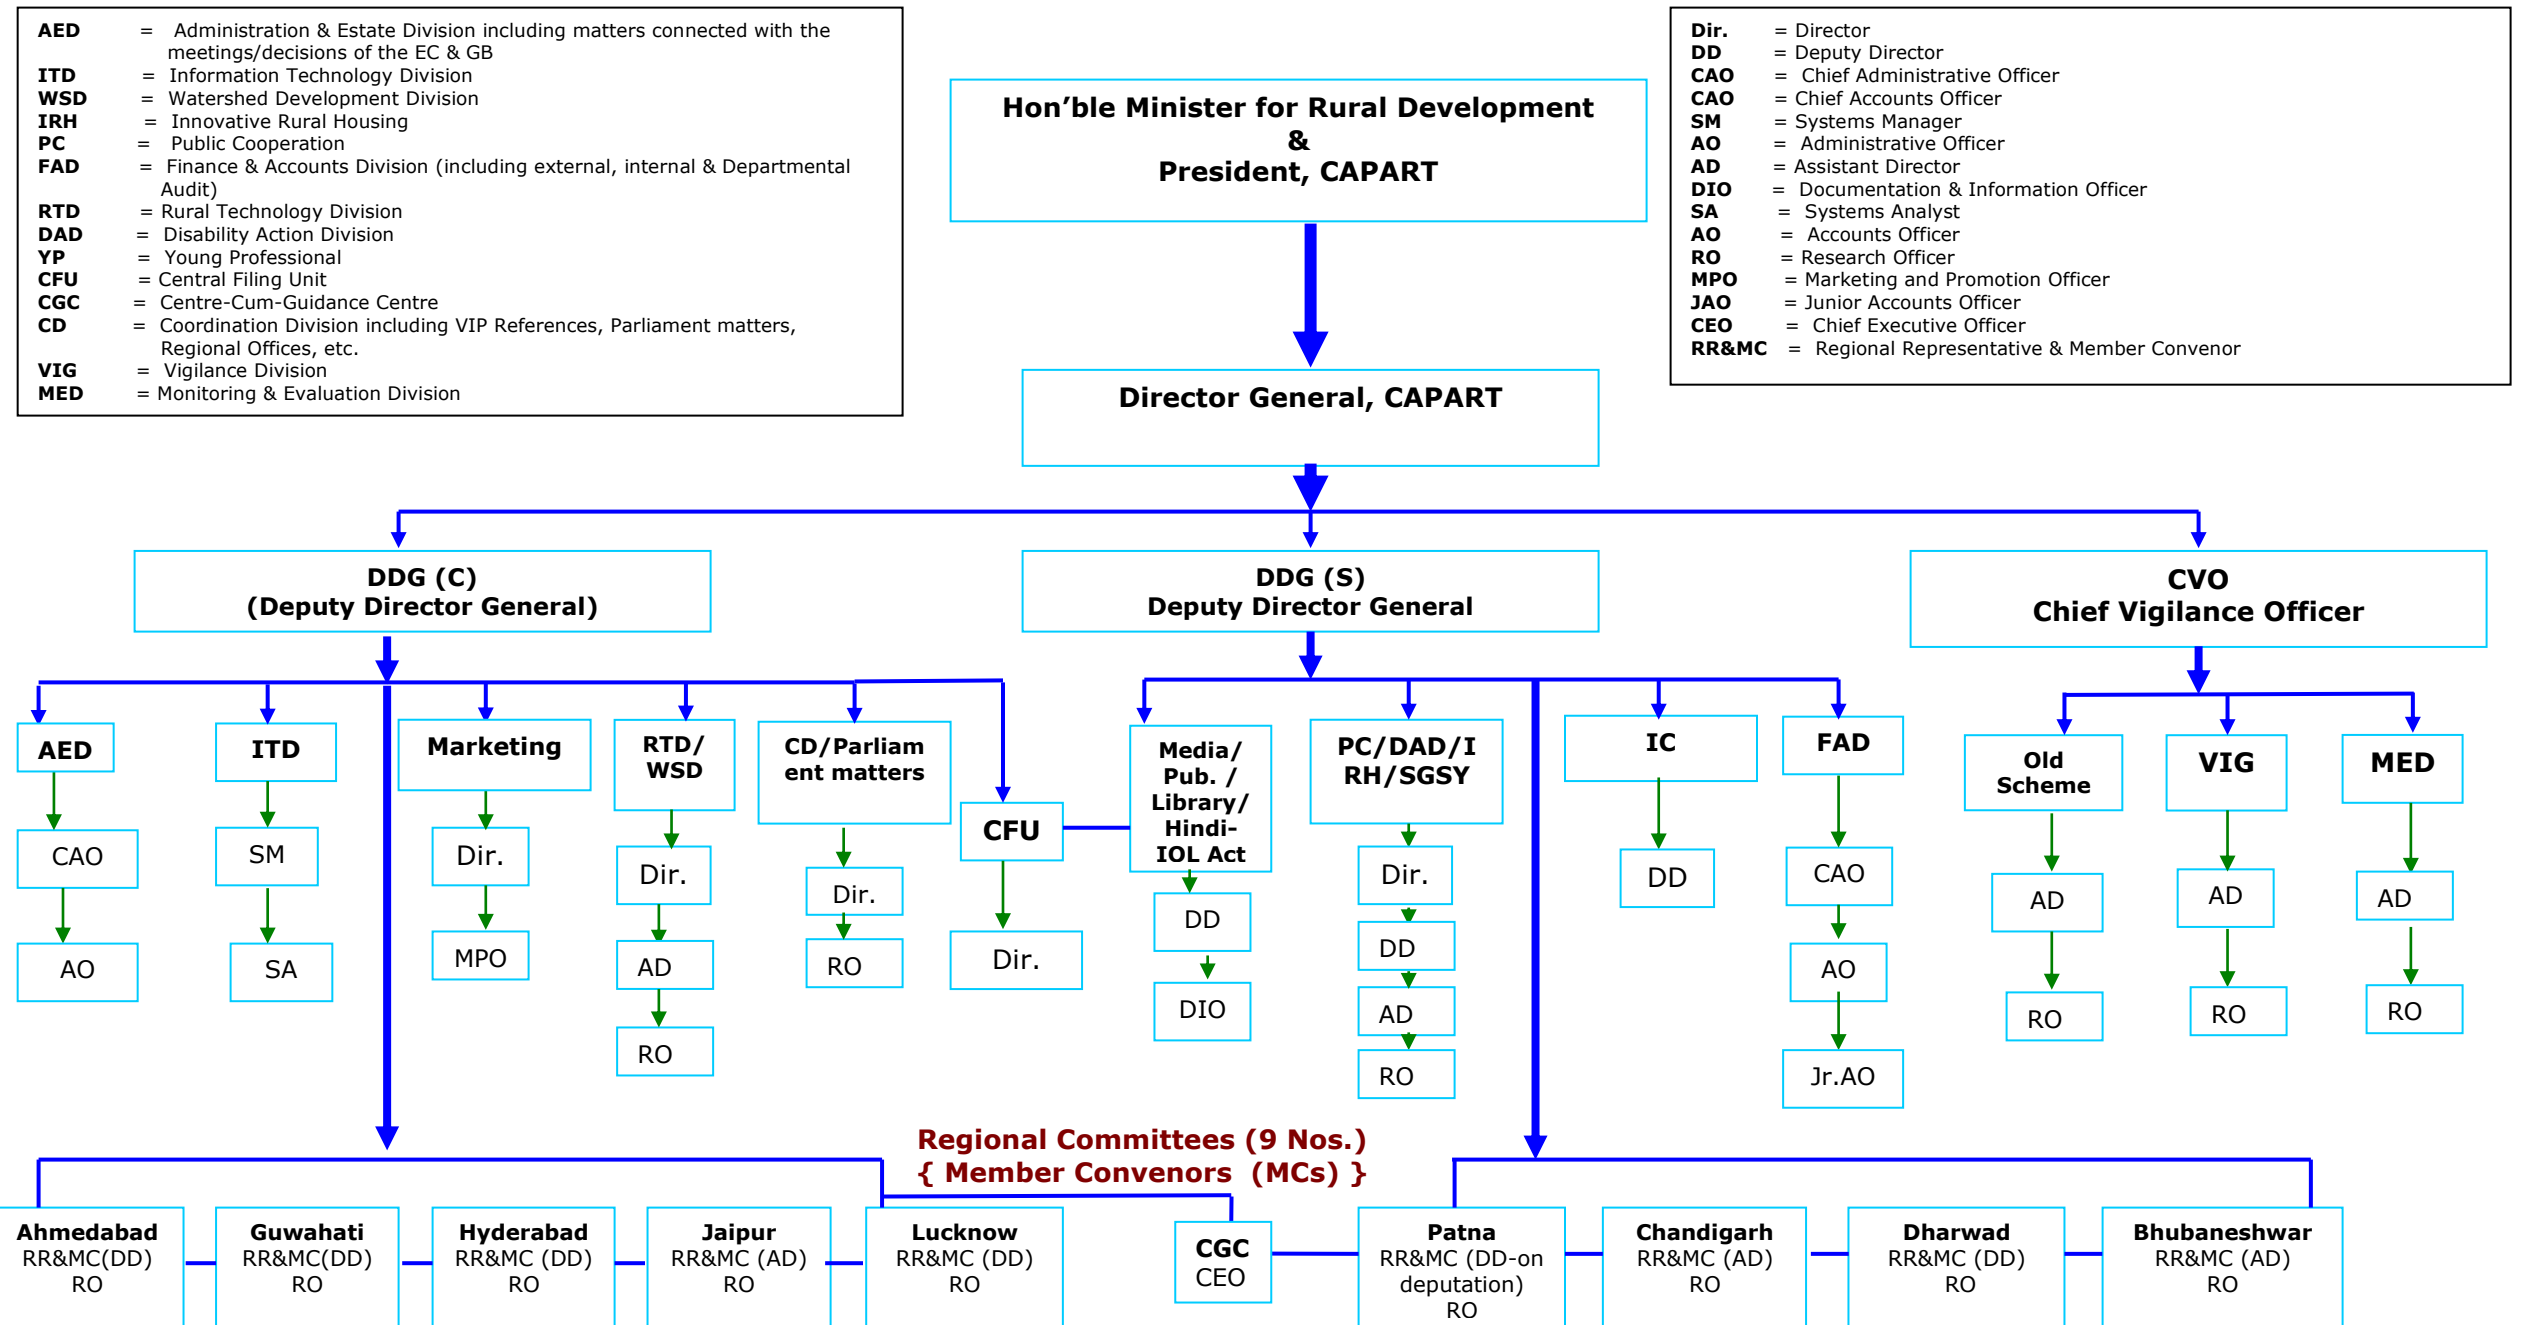 AED = Administration & Estate Division including matters connected with the
meetings/decisions of the EC & GB
ITD = Information Technology Division
WSD = Watershed Development Division
IRH = Innovative Rural Housing
PC = Public Cooperation
FAD = Finance & Accounts Division (including external, internal & Departmental
Audit)
RTD = Rural Technology Division
DAD = Disability Action Division
YP = Young Professional
CFU = Central Filing Unit
CGC = Centre-Cum-Guidance Centre
CD = Coordination Division including VIP References, Parliament matters,
Regional Offices, etc.
VIG = Vigilance Division
MED = Monitoring & Evaluation Division
Hon’ble Minister for Rural Development
&
President, CAPART
Dir. = Director
DD = Deputy Director
CAO = Chief Administrative Officer
CAO = Chief Accounts Officer
SM = Systems Manager
AO = Administrative Officer
AD = Assistant Director
DIO = Documentation & Information Officer
SA = Systems Analyst
AO = Accounts Officer
RO = Research Officer
MPO = Marketing and Promotion Officer
JAO = Junior Accounts Officer
CEO = Chief Executive Officer
RR&MC = Regional Representative & Member Convenor
Director General, CAPART
DDG (C)
(Deputy Director General)
DDG (S)
Deputy Director General
CVO
Chief Vigilance Officer
AED
CAO
AO
ITD
SM
SA
Marketing
Dir.
MPO
RTD/
WSD
Dir.
AD
RO
CD/Parliam
ent matters
Dir.
RO
CFU
Dir.
Media/
Pub. /
Library/
Hindi-
IOL Act
DD
DIO
PC/DAD/I
RH/SGSY
Dir.
DD
AD
RO
IC
DD
FAD
CAO
AO
Jr.AO
Old
Scheme
AD
RO
VIG
AD
RO
MED
AD
RO
Regional Committees (9 Nos.)
{ Member Convenors (MCs) }
Ahmedabad
RR&MC(DD)
RO
Guwahati
RR&MC(DD)
RO
Hyderabad
RR&MC (DD)
RO
Jaipur
RR&MC (AD)
RO
Lucknow
RR&MC (DD)
RO
CGC
CEO
Patna
RR&MC (DD-on
deputation)
RO
Chandigarh
RR&MC (AD)
RO
Dharwad
RR&MC (DD)
RO
Bhubaneshwar
RR&MC (AD)
RO